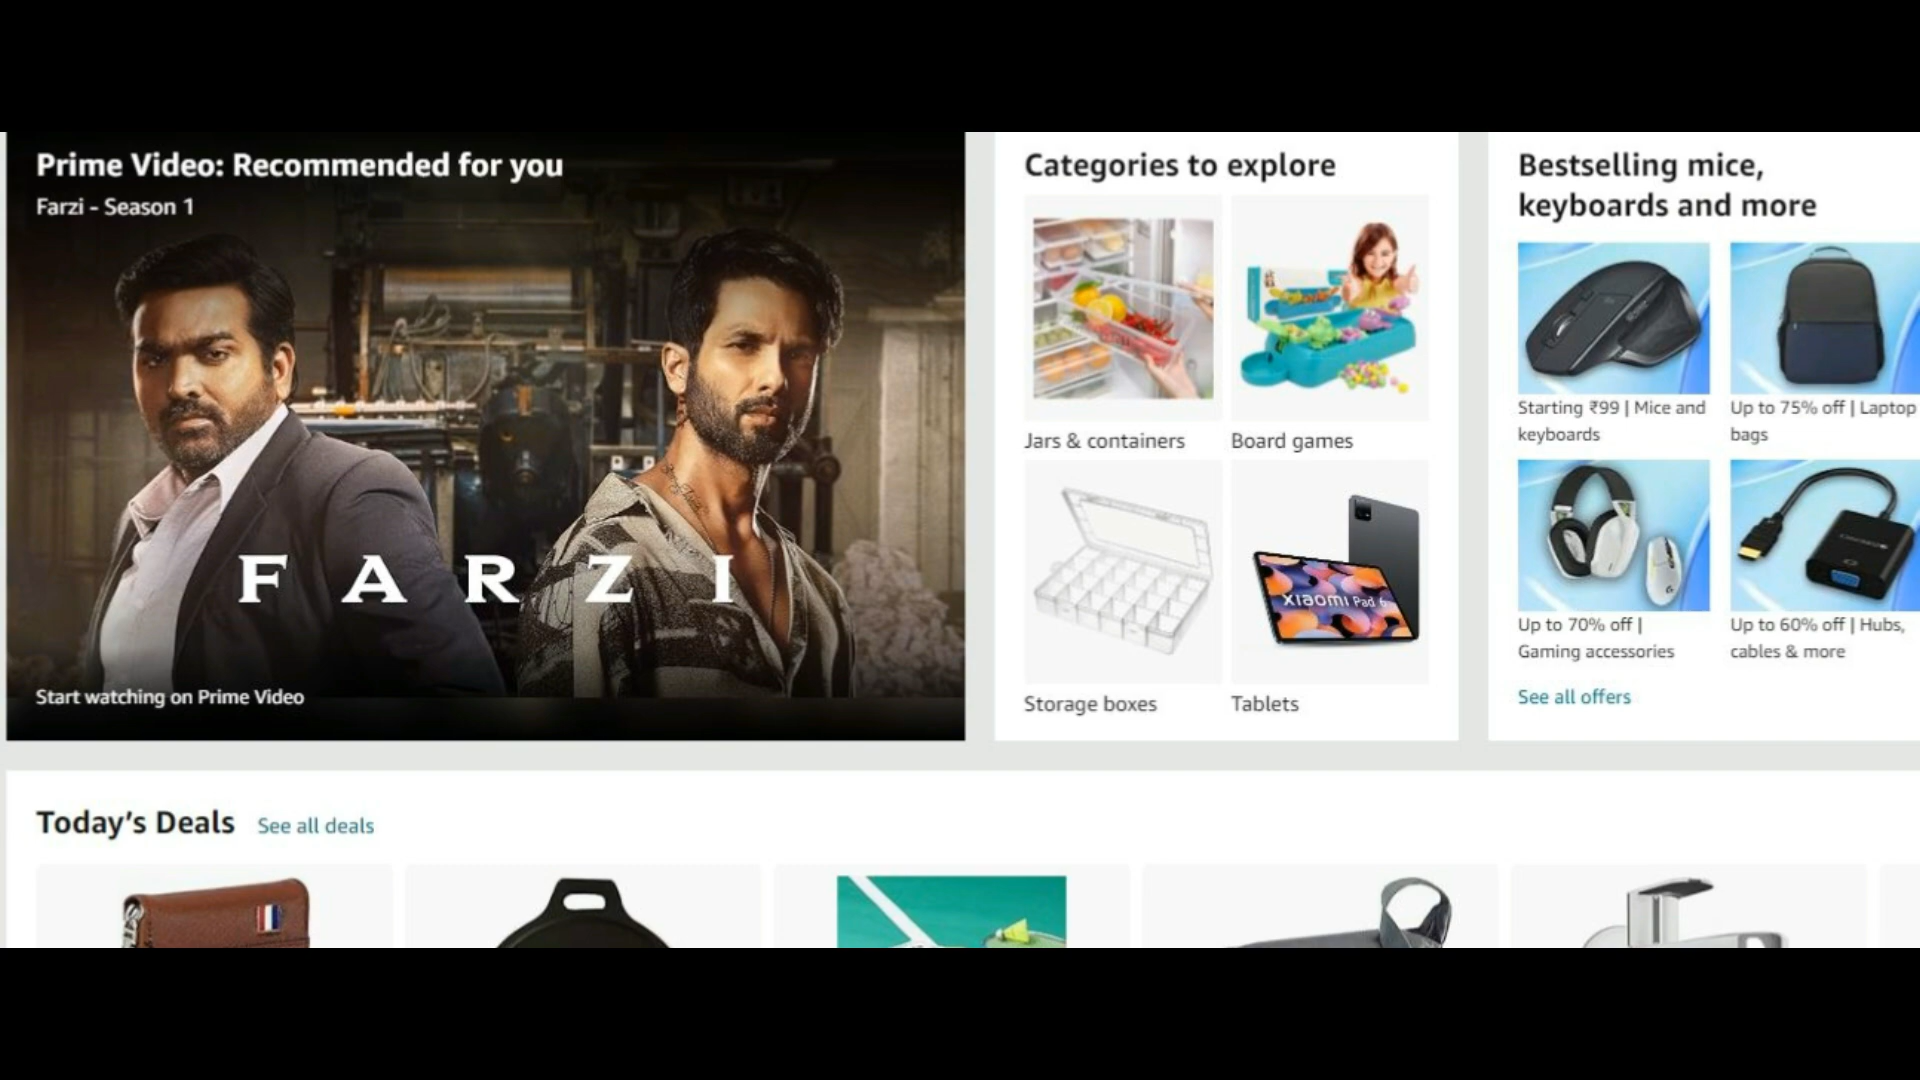 Prime Video: Recommended for you
Farzi - Season 1
FARZI
Start watching on Prime Video
Categories to explore
Jars & containers
Board games
XIAOMI Pad 6
Storage boxes
Tablets
Bestselling mice,
keyboards and more
Starting ₹99 | Mice and
keyboards
Up to 75% off | Laptop
bags
Up to 70% off |
Gaming accessories
Up to 60% off | Hubs,
cables & more
See all offers
Today's Deals
See all deals